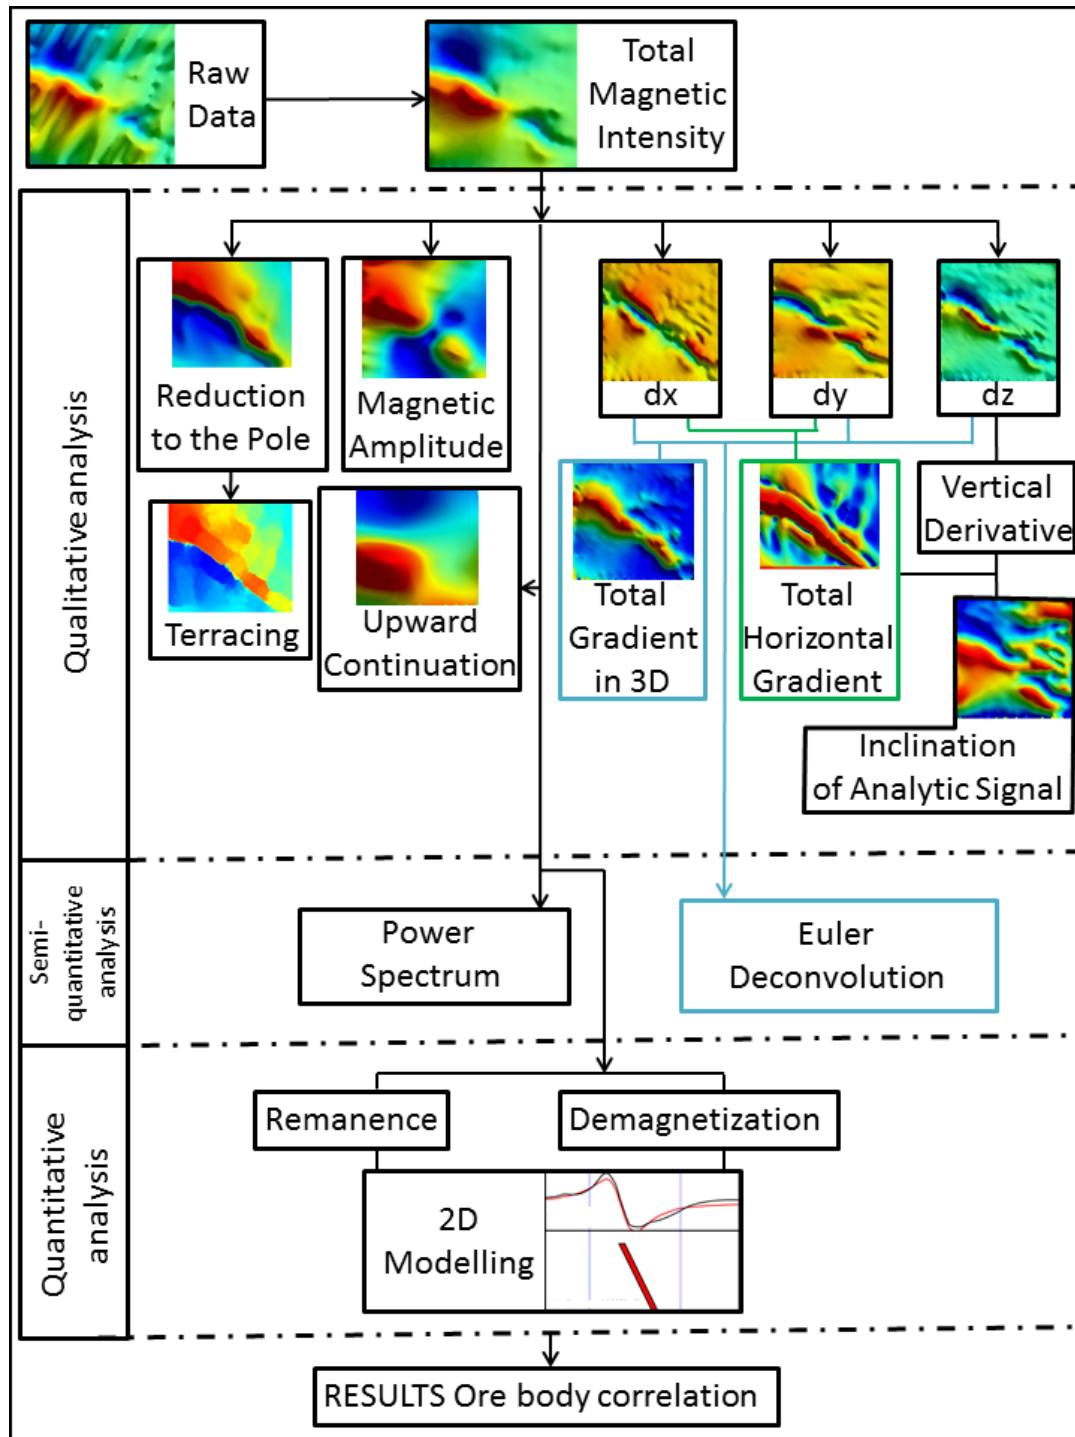 Raw
Data
Total
Magnetic
Intensity
Qualitative analysis
Reduction
to the Pole
Magnetic
Amplitude
dx
dy
dz
Terracing
Upward
Continuation
Total
Gradient
in 3D
Total
Horizontal
Gradient
Vertical
Derivative
Inclination
of Analytic Signal
Semi-
quantitative
analysis
Power
Spectrum
Euler
Deconvolution
Quantitative
analysis
Remanence
Demagnetization
2D
Modelling
RESULTS Ore body correlation